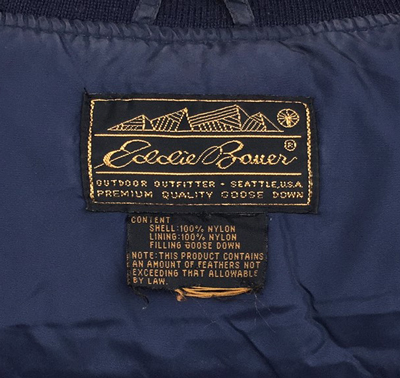 Eddie Bauer ®
OUTDOOR OUTFITTER • SEATTLE, U.S.A.
PREMIUM QUALITY GOOSE DOWN
CONTENT
SHELL: 100% NYLON
LINING: 100% NYLON
FILLING GOOSE DOWN
NOTE: THIS PRODUCT CONTAINS
AN AMOUNT OF FEATHERS NOT
EXCEEDING THAT ALLOWABLE
BY LAW.